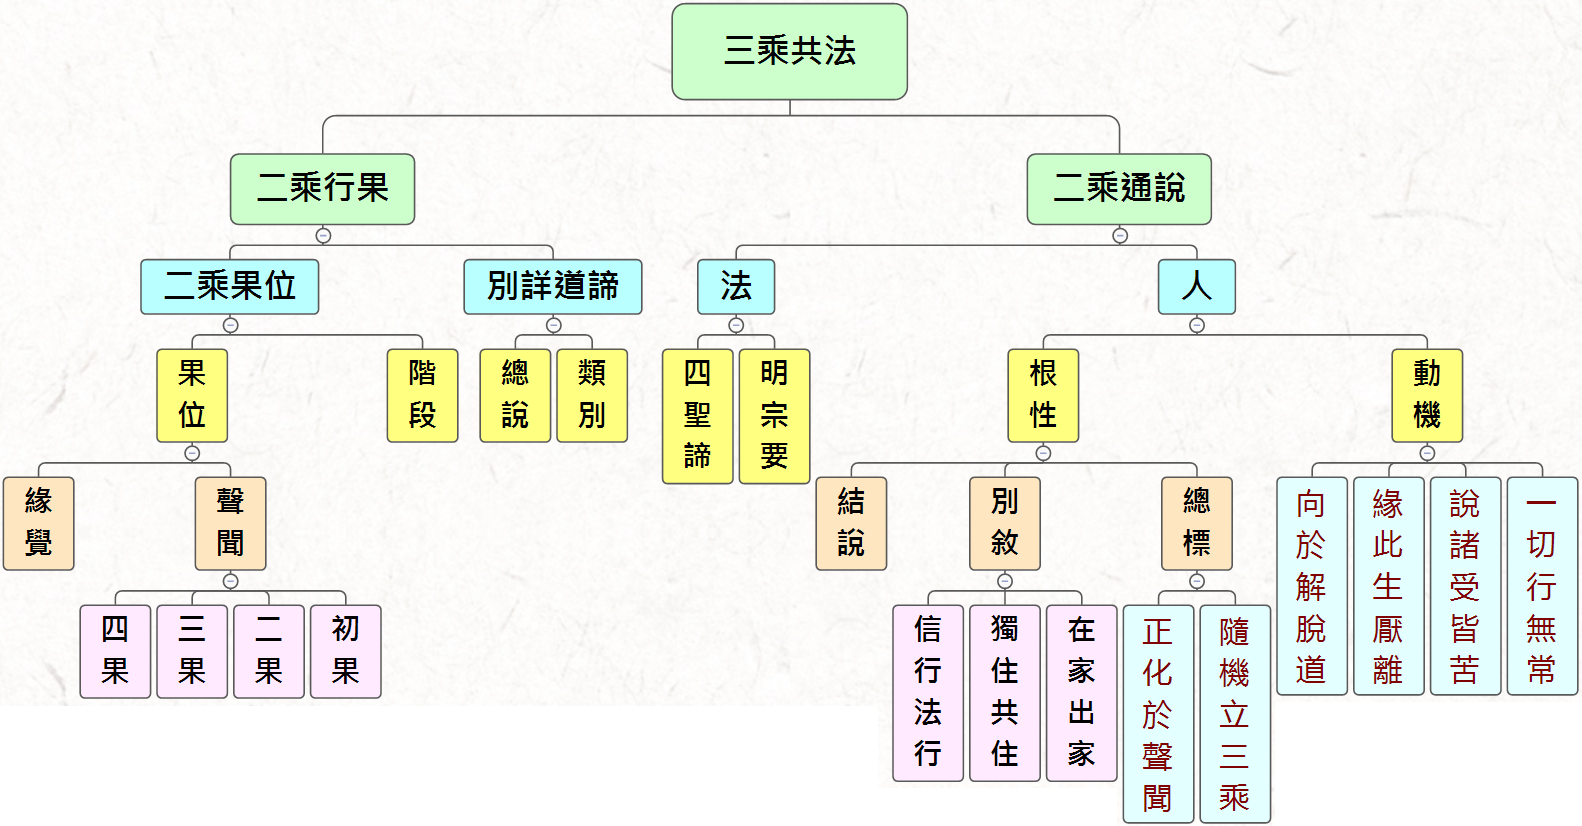 三乘共法
二乘行果
二乘通說
二乘果位
別詳道諦
法
人
果位
階段
總說
類別
四聖諦
明宗要
根性
動機
緣覺
聲聞
結說
別敘
總標
向於解脫道
緣此生厭離
說諸受皆苦
一切行無常
四果
三果
二果
初果
信行法行
獨住共住
在家出家
正化於聲聞
隨機立三乘